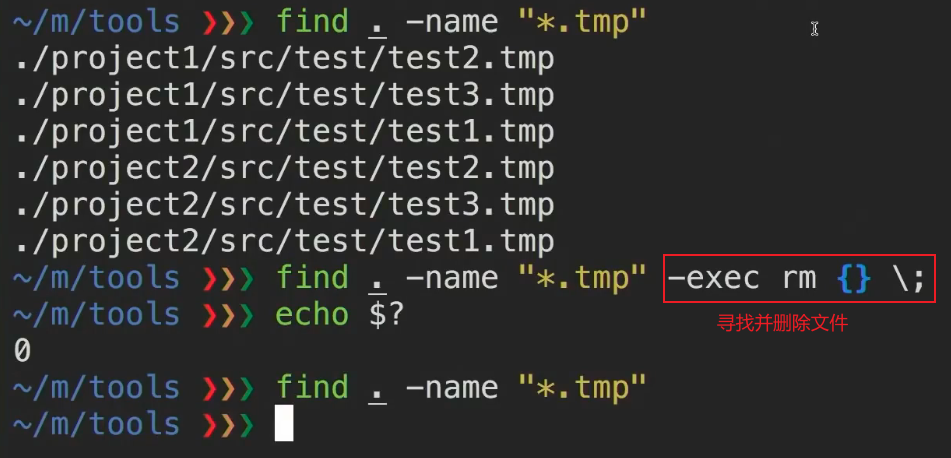 ~/m/tools ❯❯❯ find . -name "*.tmp"
./project1/src/test/test2.tmp
./project1/src/test/test3.tmp
./project1/src/test/test1.tmp
./project2/src/test/test2.tmp
./project2/src/test/test3.tmp
./project2/src/test/test1.tmp
~/m/tools ❯❯❯ find . -name "*.tmp" -exec rm {} \;
~/m/tools ❯❯❯ echo $?
寻找并删除文件
0
~/m/tools ❯❯❯ find . -name "*.tmp"
~/m/tools ❯❯❯